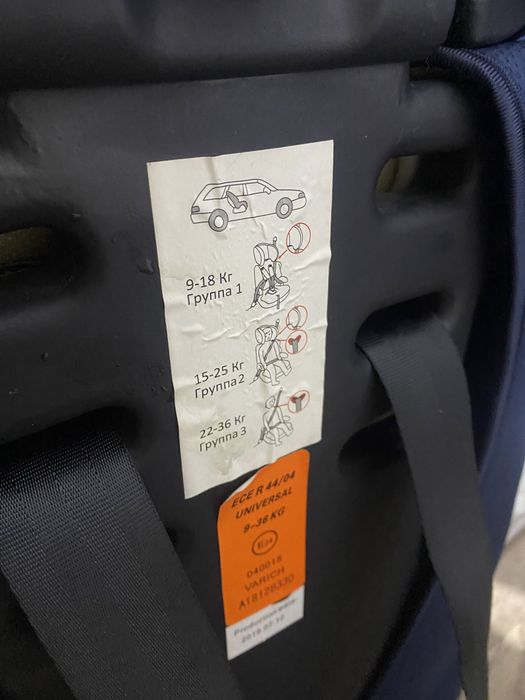 9-18 Кг
Группа 1
15-25 Кг
Группа 2
22-36 Кг
Группа 3
ECE R 44/04
UNIVERSAL
9-36 KG
E24
040015
VARICH
A18128330
Production date:
2019.07.10